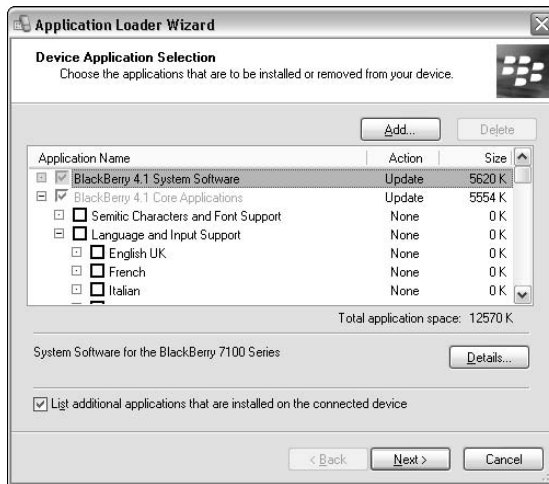 Application Loader Wizard
Device Application Selection
Choose the applications that are to be installed or removed from your device.
Add... Delete
Application Name Action Size
BlackBerry 4.1 System Software Update 5620 K
BlackBerry 4.1 Core Applications Update 5554 K
Semitic Characters and Font Support None 0 K
Language and Input Support None 0 K
English UK None 0 K
French None 0 K
Italian None 0 K
Total application space: 12570 K
System Software for the BlackBerry 7100 Series
Details...
List additional applications that are installed on the connected device
< Back Next > Cancel